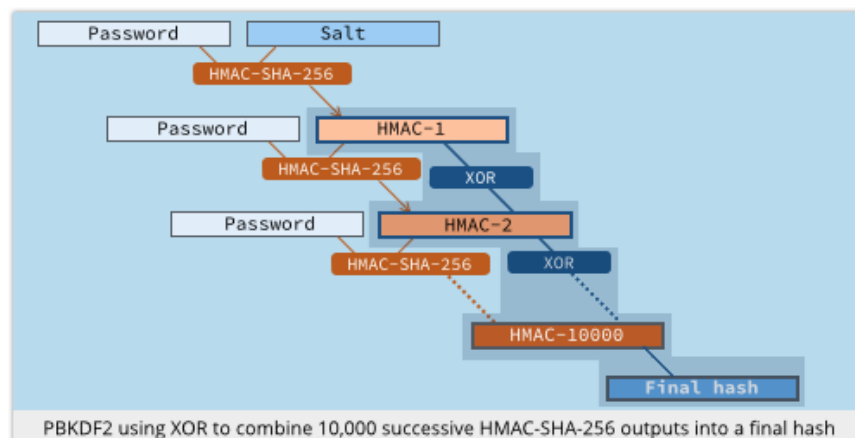 Password Salt
HMAC-SHA-256
Password HMAC-1
HMAC-SHA-256 XOR
Password HMAC-2
HMAC-SHA-256 XOR
HMAC-10000
Final hash
PBKDF2 using XOR to combine 10,000 successive HMAC-SHA-256 outputs into a final hash